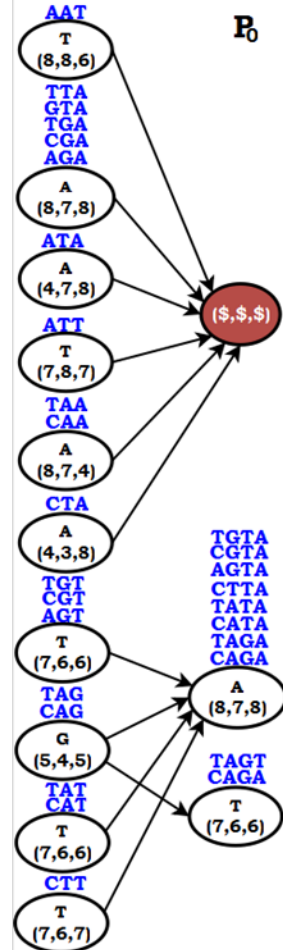 P0
AAT
T
(8,8,6)
TTA
GTA
TGA
CGA
AGA
A
(8,7,8)
ATA
A
(4,7,8)
($,$,$)
ATT
T
(7,8,7)
TAA
CAA
A
(8,7,4)
CTA
A
(4,3,8)
TGT
CGT
AGT
T
(7,6,6)
TGTA
CGTA
AGTA
CTTA
TATA
CATA
TAGA
CAGA
A
(8,7,8)
TAG
CAG
G
(5,4,5)
TAGT
CAGA
T
(7,6,6)
TAT
CAT
T
(7,6,6)
CTT
T
(7,6,7)